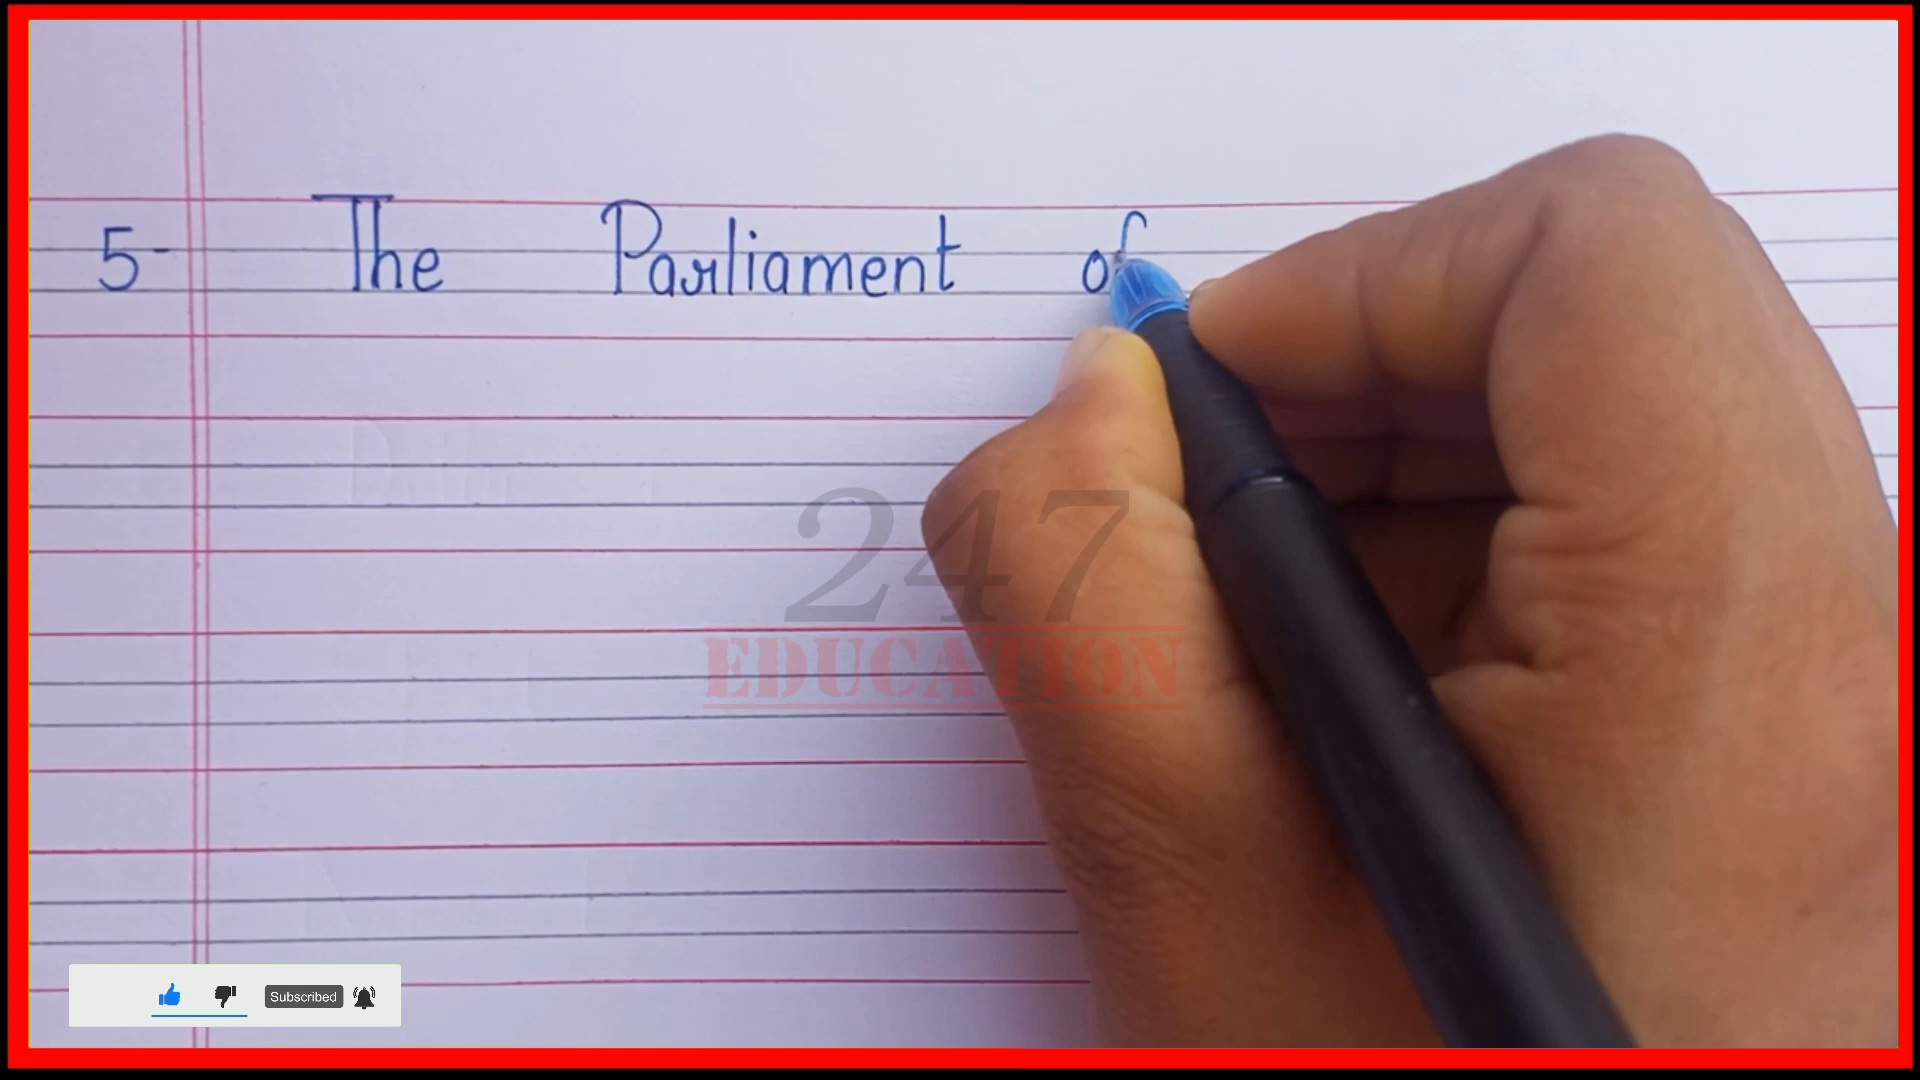 5- The Parliament of
247
EDUCATION
Subscribed